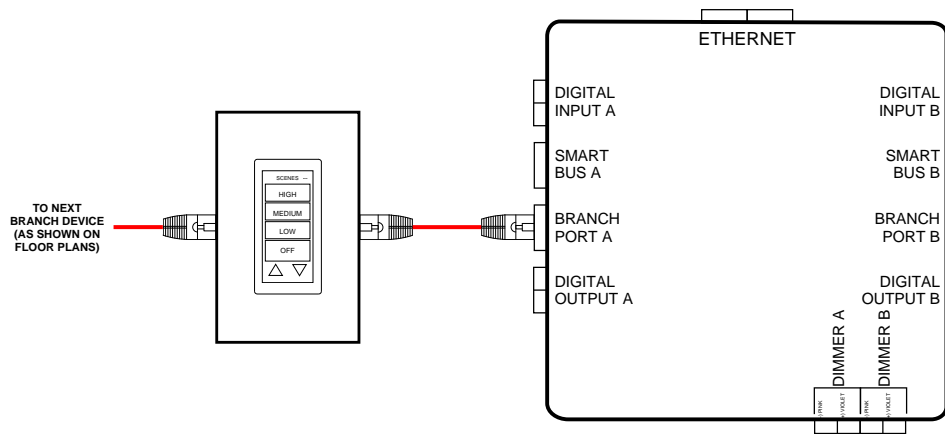 ETHERNET
DIGITAL
INPUT A
DIGITAL
INPUT B
SMART
BUS A
SMART
BUS B
BRANCH
PORT A
BRANCH
PORT B
DIGITAL
OUTPUT A
DIGITAL
OUTPUT B
DIMMER A
DIMMER B
(-) PINK
(+) VIOLET
(-) PINK
(+) VIOLET
SCENES
HIGH
MEDIUM
LOW
OFF
TO NEXT
BRANCH DEVICE
(AS SHOWN ON
FLOOR PLANS)